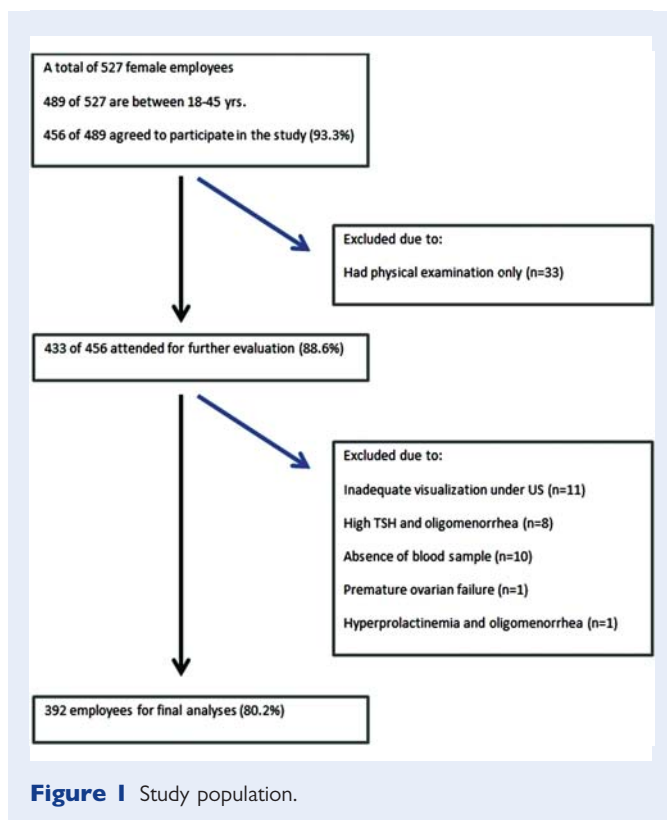 A total of 527 female employees
489 of 527 are between 18-45 yrs.
456 of 489 agreed to participate in the study (93.3%)
Excluded due to:
Had physical examination only (n=33)
433 of 456 attended for further evaluation (88.6%)
Excluded due to:
Inadequate visualization under US (n=11)
High TSH and oligomenorrhea (n=8)
Absence of blood sample (n=10)
Premature ovarian failure (n=1)
Hyperprolactinemia and oligomenorrhea (n=1)
392 employees for final analyses (80.2%)
Figure 1 Study population.